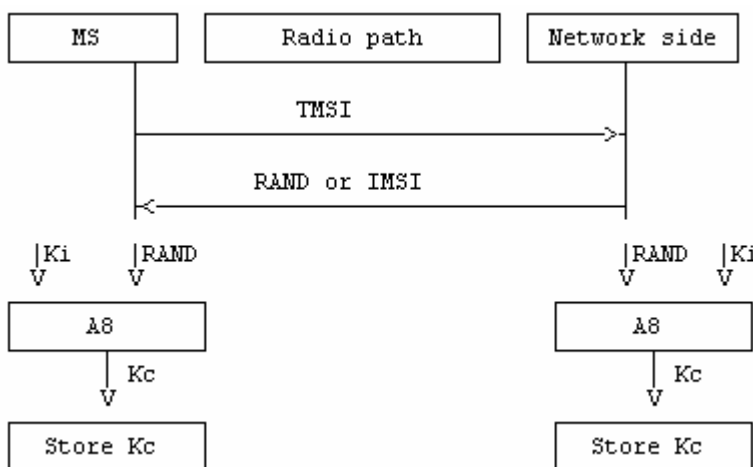 MS Radio path Network side
TMSI
RAND or IMSI
Ki RAND RAND Ki
A8 A8
Kc Kc
Store Kc Store Kc